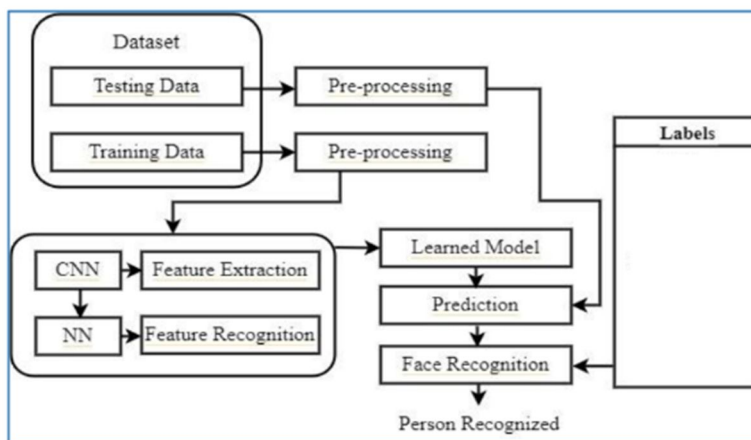 Dataset
Testing Data
Pre-processing
Training Data
Pre-processing
Labels
CNN
Feature Extraction
NN
Feature Recognition
Learned Model
Prediction
Face Recognition
Person Recognized